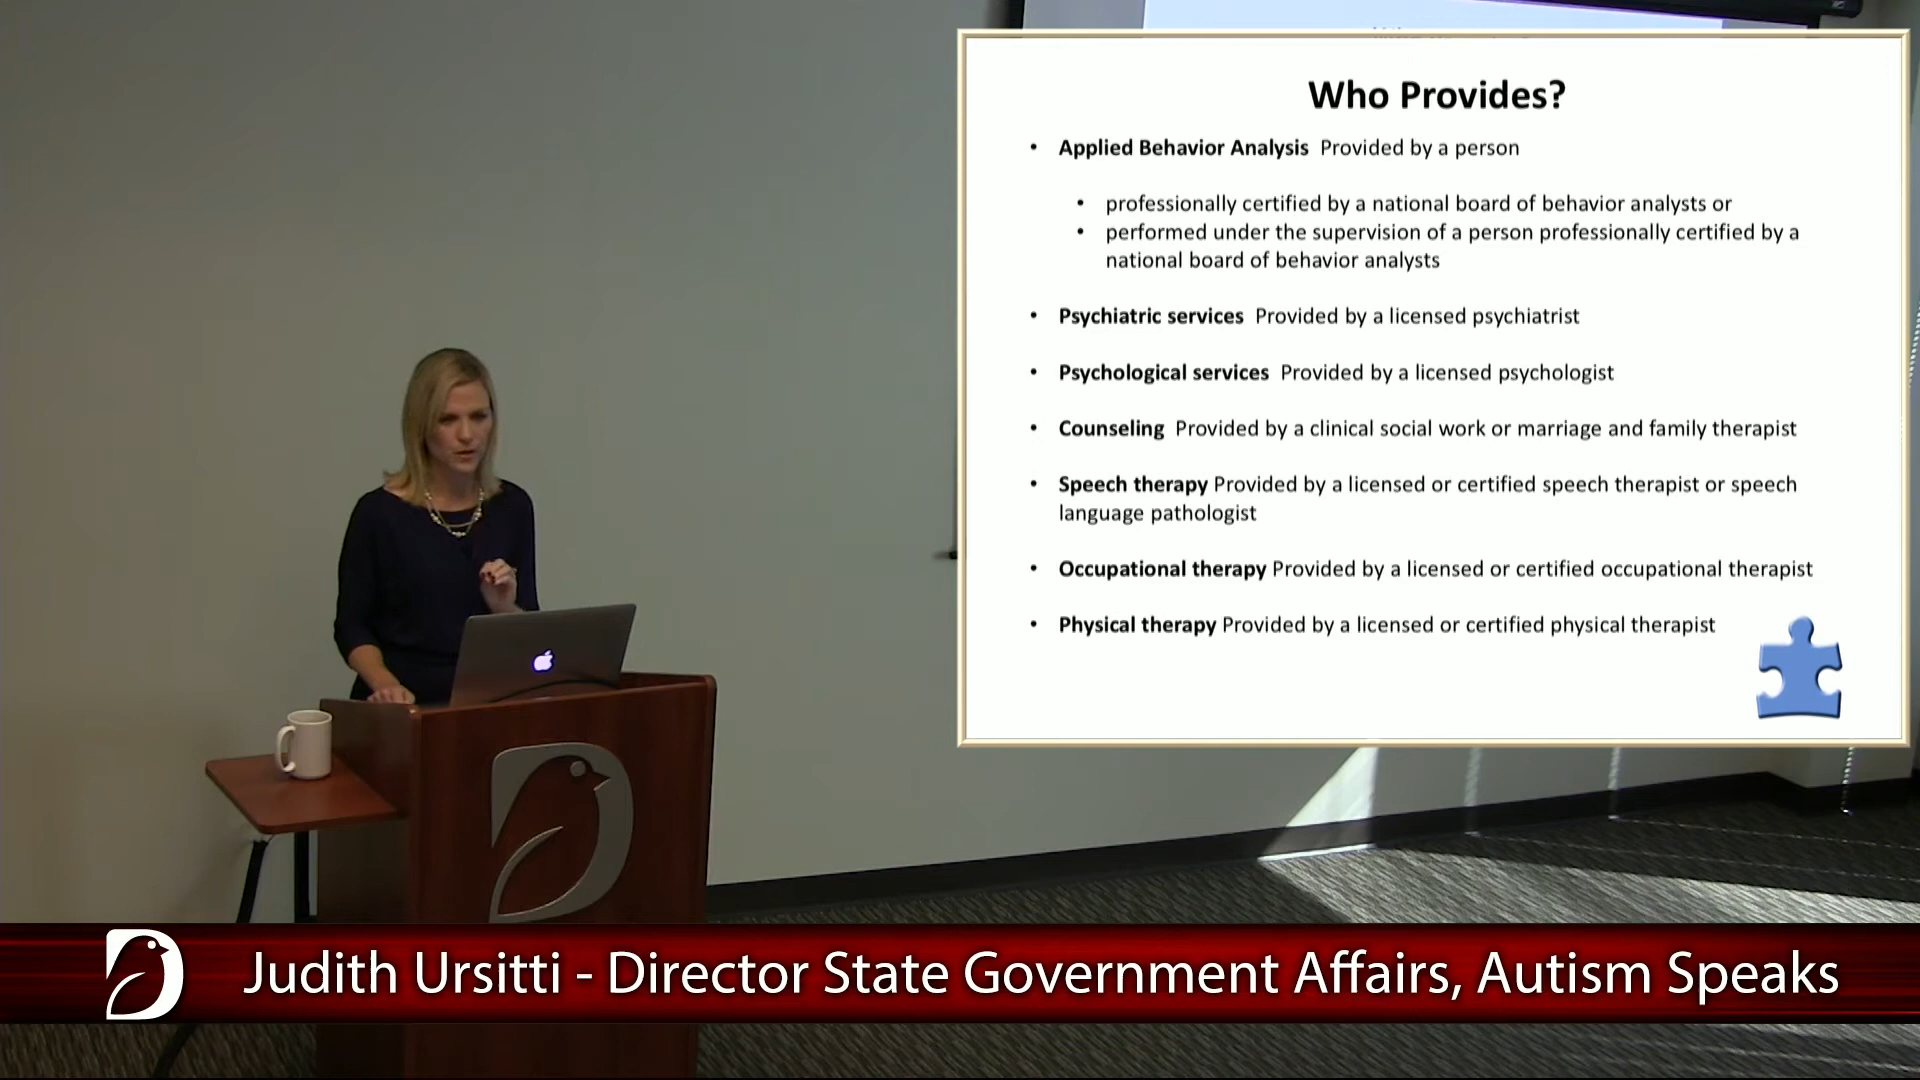 Who Provides?
• Applied Behavior Analysis Provided by a person
• professionally certified by a national board of behavior analysts or
• performed under the supervision of a person professionally certified by a
national board of behavior analysts
• Psychiatric services Provided by a licensed psychiatrist
• Psychological services Provided by a licensed psychologist
• Counseling Provided by a clinical social work or marriage and family therapist
• Speech therapy Provided by a licensed or certified speech therapist or speech
language pathologist
• Occupational therapy Provided by a licensed or certified occupational therapist
• Physical therapy Provided by a licensed or certified physical therapist
Judith Ursitti - Director State Government Affairs, Autism Speaks